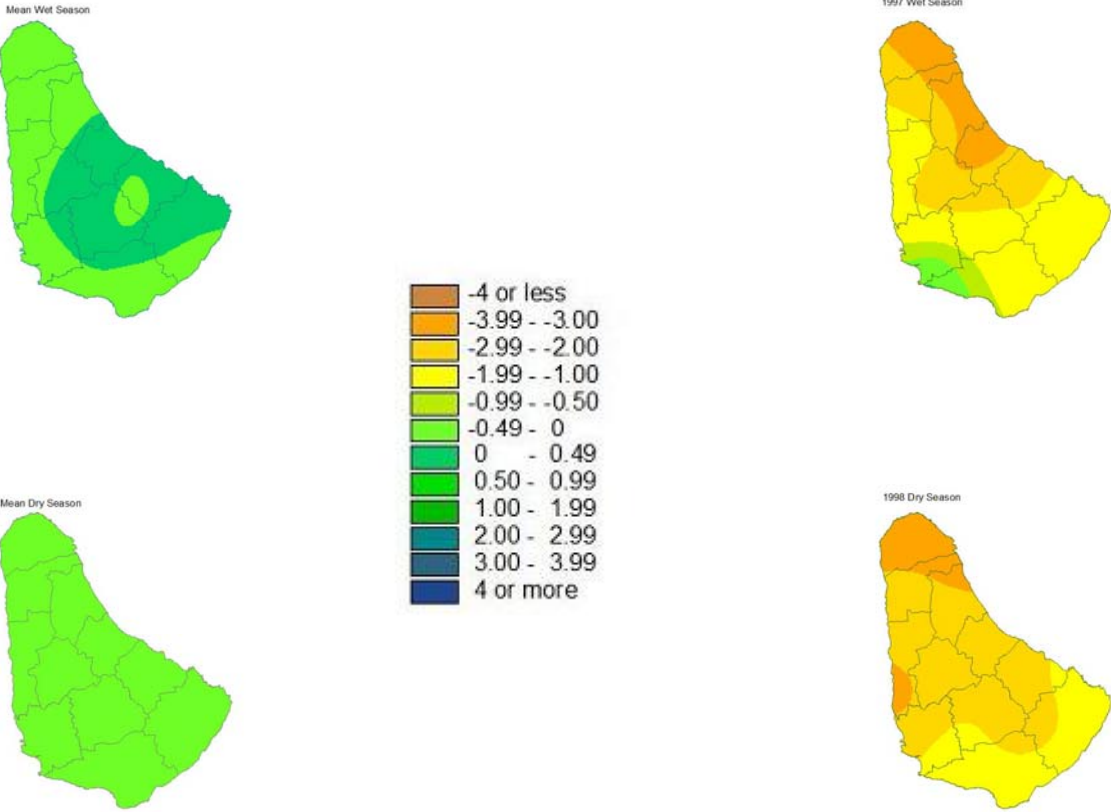 Mean Wet Season
1997 Wet Season
-4 or less
-3.99 - -3.00
-2.99 - -2.00
-1.99 - -1.00
-0.99 - -0.50
-0.49 - 0
0 - 0.49
0.50 - 0.99
1.00 - 1.99
2.00 - 2.99
3.00 - 3.99
4 or more
Mean Dry Season
1998 Dry Season